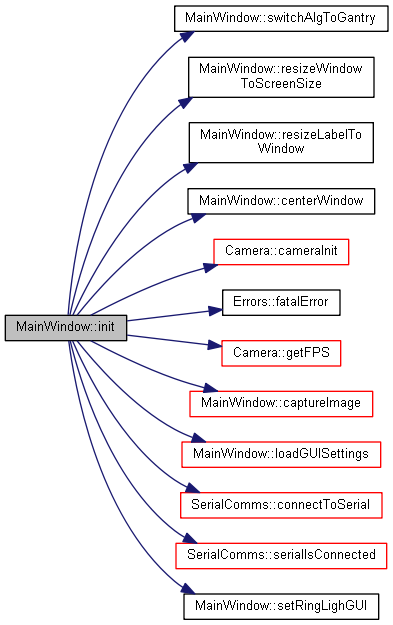 MainWindow::switchAlgToGantry
MainWindow::resizeWindow
ToScreenSize
MainWindow::resizeLabelTo
Window
MainWindow::centerWindow
Camera::cameraInit
Errors::fatalError
MainWindow::init
Camera::getFPS
MainWindow::captureImage
MainWindow::loadGUISettings
SerialComms::connectToSerial
SerialComms::serialIsConnected
MainWindow::setRingLighGUI